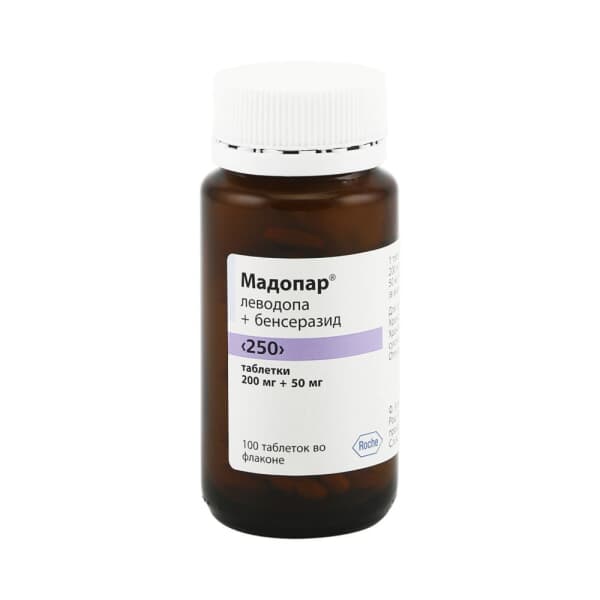 Мадопар®
леводопа
+ бенсеразид
‹250›
таблетки
200 мг + 50 мг
100 таблеток во
флаконе
Roche